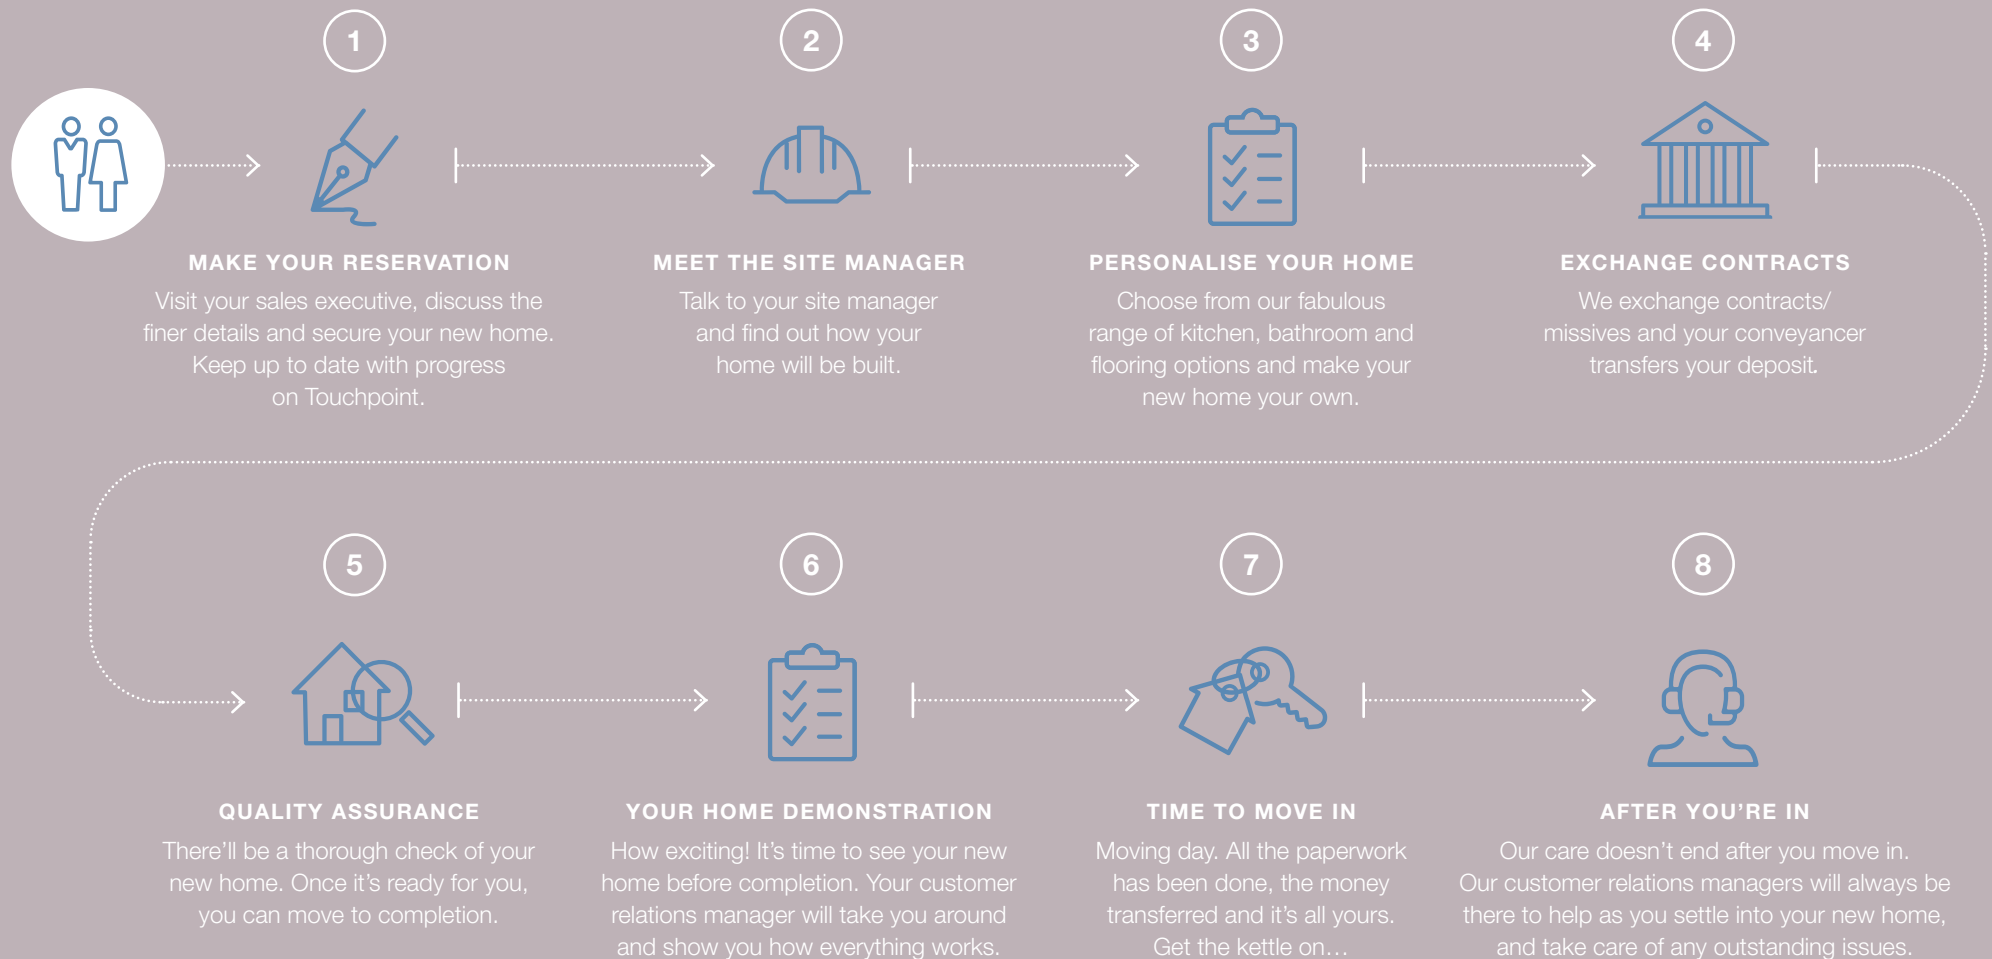 1
MAKE YOUR RESERVATION
Visit your sales executive, discuss the
finer details and secure your new home.
Keep up to date with progress
on Touchpoint.
2
MEET THE SITE MANAGER
Talk to your site manager
and find out how your
home will be built.
3
PERSONALISE YOUR HOME
Choose from our fabulous
range of kitchen, bathroom and
flooring options and make your
new home your own.
4
EXCHANGE CONTRACTS
We exchange contracts/
missives and your conveyancer
transfers your deposit.
5
QUALITY ASSURANCE
There’ll be a thorough check of your
new home. Once it’s ready for you,
you can move to completion.
6
YOUR HOME DEMONSTRATION
How exciting! It’s time to see your new
home before completion. Your customer
relations manager will take you around
and show you how everything works.
7
TIME TO MOVE IN
Moving day. All the paperwork
has been done, the money
transferred and it’s all yours.
Get the kettle on…
8
AFTER YOU’RE IN
Our care doesn’t end after you move in.
Our customer relations managers will always be
there to help as you settle into your new home,
and take care of any outstanding issues.